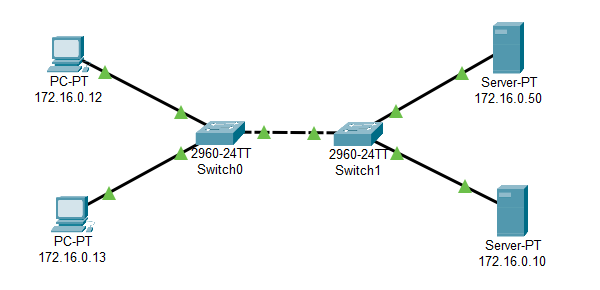 PC-PT
172.16.0.12
Server-PT
172.16.0.50
2960-24TT
Switch0
2960-24TT
Switch1
PC-PT
172.16.0.13
Server-PT
172.16.0.10